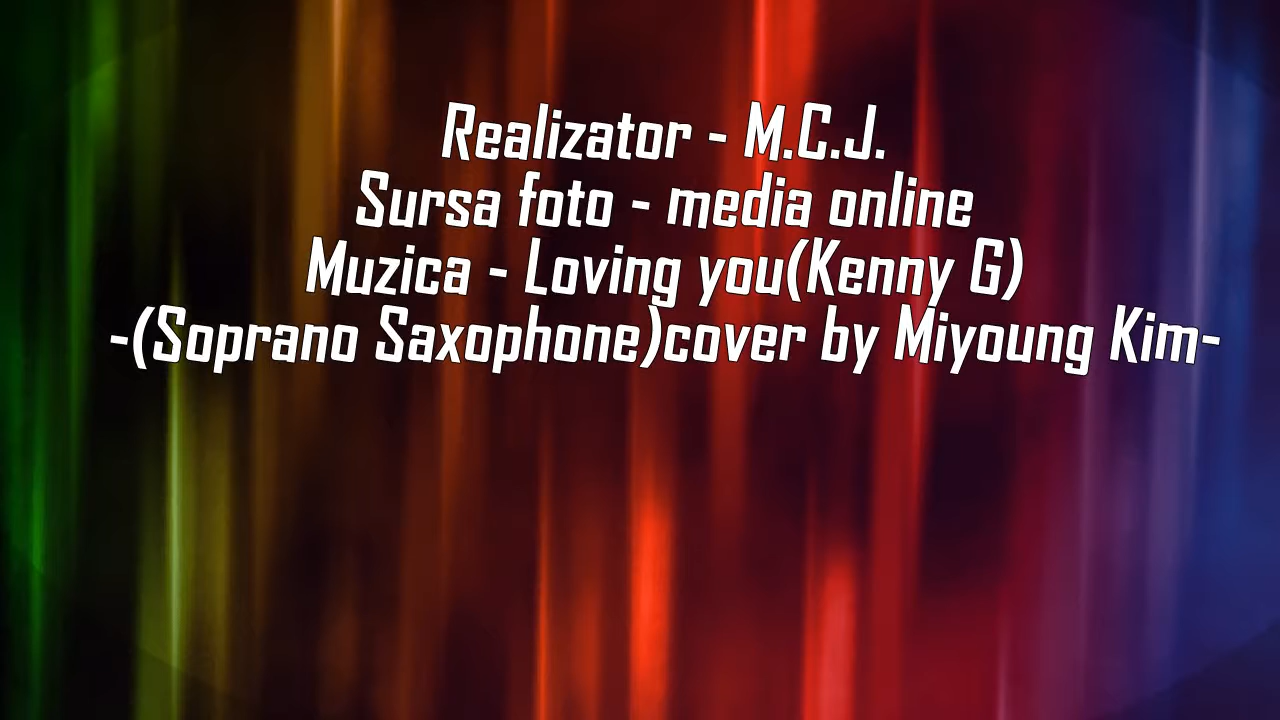 Realizator - M.C.J.
Sursa foto - media online
Muzica - Loving you(Kenny G)
-(Soprano Saxophone)cover by Miyoung Kim-